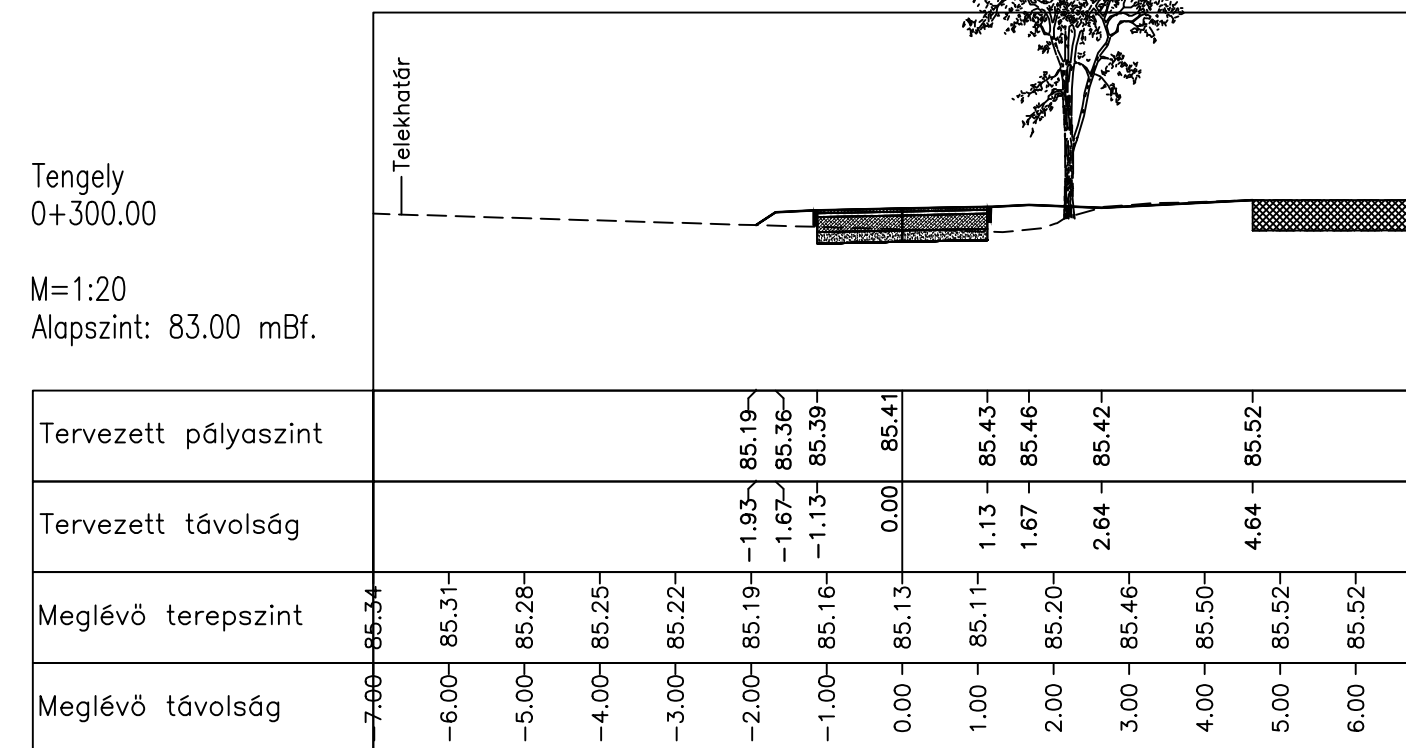 Telekhatár
Tengely
0+300.00
M=1:20
Alapszint: 83.00 mBf.
Tervezett pályaszint 85.19 85.36 85.39 85.41 85.43 85.46 85.42 85.52
Tervezett távolság -1.93 -1.67 -1.13 0.00 1.13 1.67 2.64 4.64
Meglévö terepszint 85.34 85.31 85.28 85.25 85.22 85.19 85.16 85.13 85.11 85.20 85.46 85.50 85.52 85.52
Meglévö távolság -7.00 -6.00 -5.00 -4.00 -3.00 -2.00 -1.00 0.00 1.00 2.00 3.00 4.00 5.00 6.00